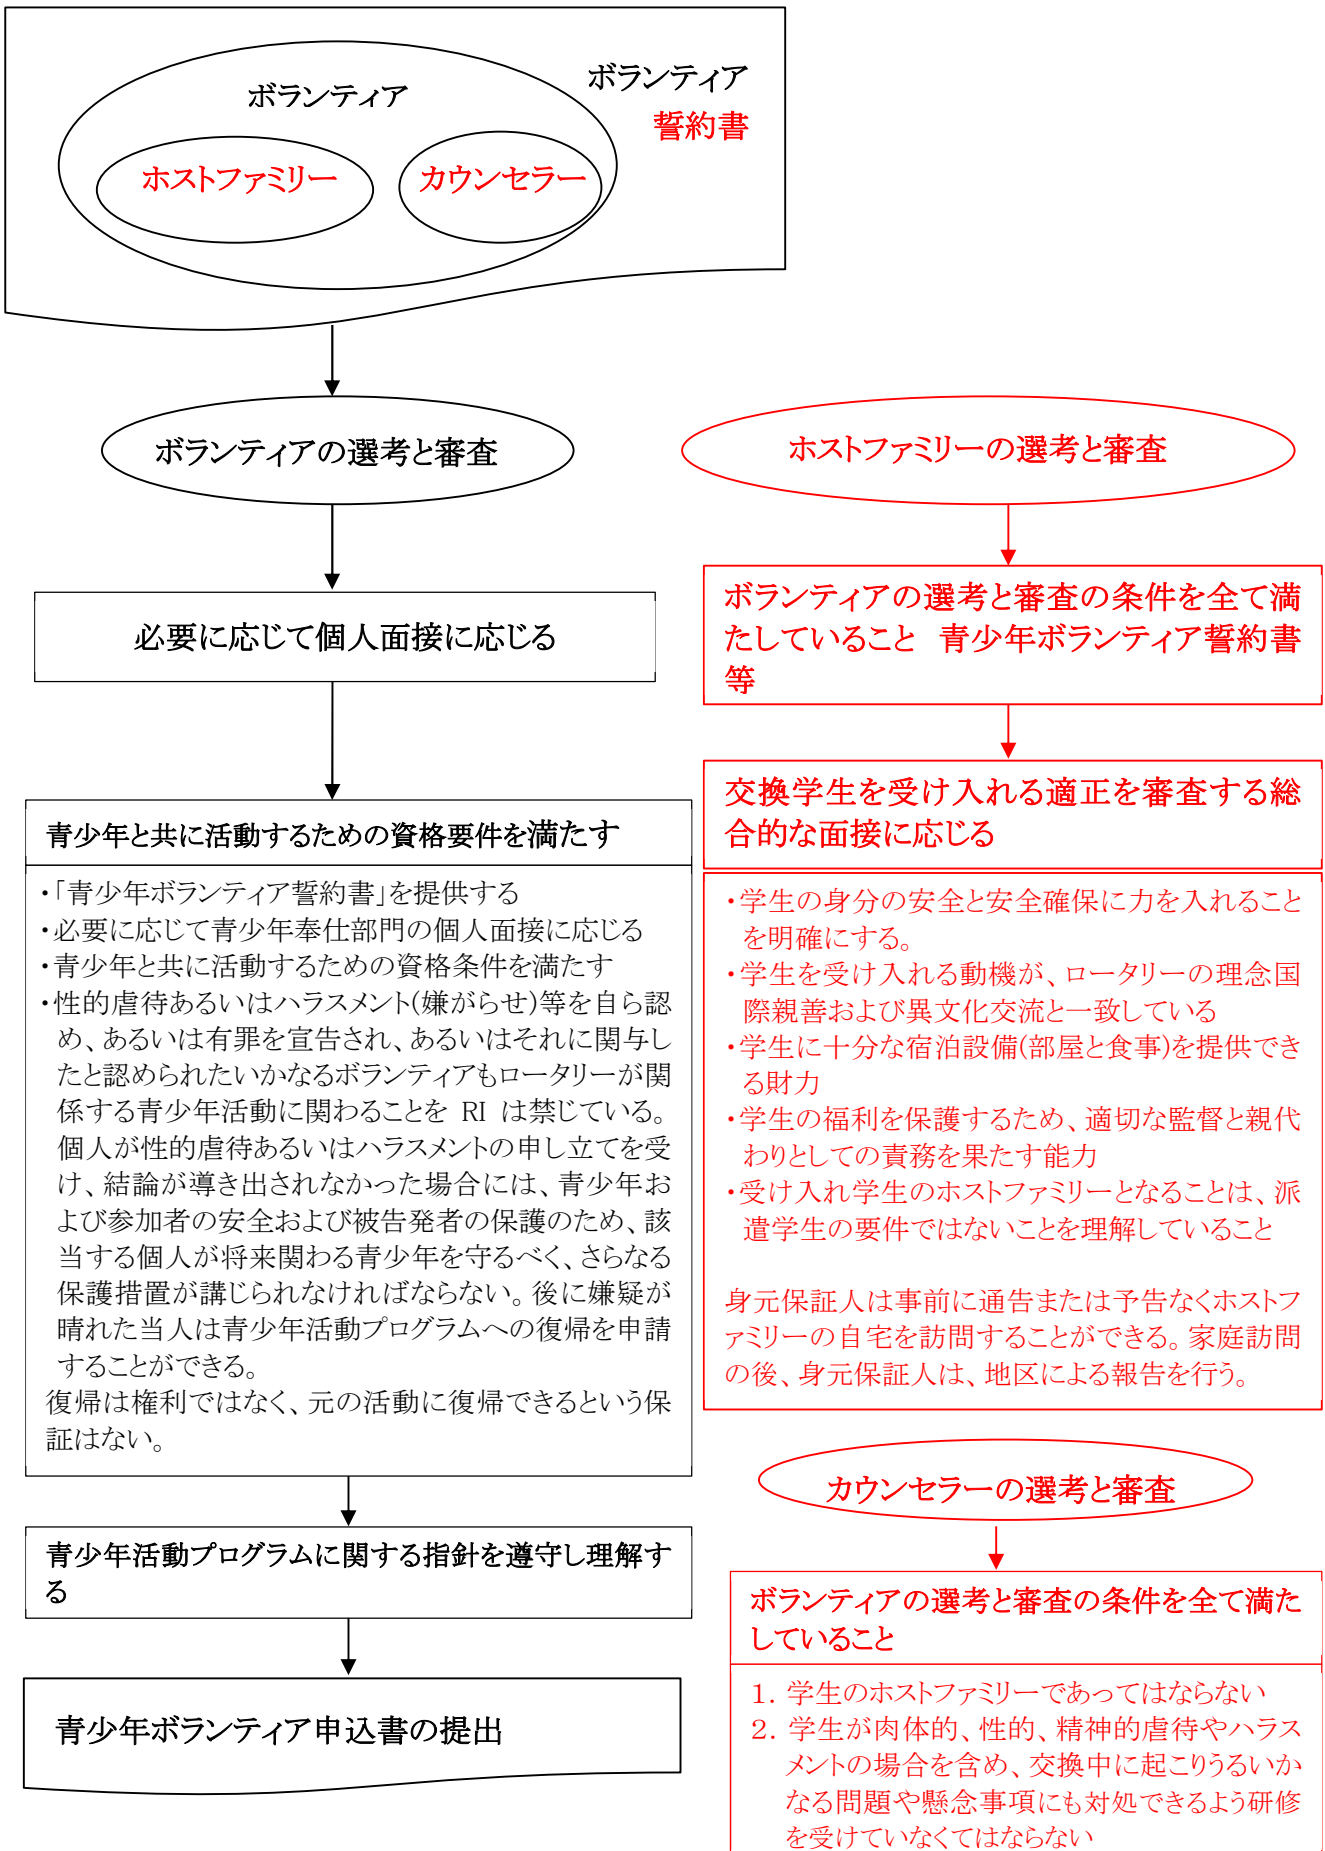 ボランティア
ボランティア
誓約書
ホストファミリー
カウンセラー
ボランティアの選考と審査
必要に応じて個人面接に応じる
青少年と共に活動するための資格要件を満たす
・「青少年ボランティア誓約書」を提供する
・必要に応じて青少年奉仕部門の個人面接に応じる
・青少年と共に活動するための資格条件を満たす
・性的虐待あるいはハラスメント(嫌がらせ)等を自ら認
め、あるいは有罪を宣告され、あるいはそれに関与し
たと認められたいかなるボランティアもロータリーが関
係する青少年活動に関わることを RI は禁じている。
個人が性的虐待あるいはハラスメントの申し立てを受
け、結論が導き出されなかった場合には、青少年お
よび参加者の安全および被告発者の保護のため、該
当する個人が将来関わる青少年を守るべく、さらなる
保護措置が講じられなければならない。後に嫌疑が
晴れた当人は青少年活動プログラムへの復帰を申請
することができる。
復帰は権利ではなく、元の活動に復帰できるという保
証はない。
青少年活動プログラムに関する指針を遵守し理解す
る
青少年ボランティア申込書の提出
ホストファミリーの選考と審査
ボランティアの選考と審査の条件を全て満
たしていること　青少年ボランティア誓約書
等
交換学生を受け入れる適正を審査する総
合的な面接に応じる
・学生の身分の安全と安全確保に力を入れること
を明確にする。
・学生を受け入れる動機が、ロータリーの理念国
際親善および異文化交流と一致している
・学生に十分な宿泊設備(部屋と食事)を提供でき
る財力
・学生の福利を保護するため、適切な監督と親代
わりとしての責務を果たす能力
・受け入れ学生のホストファミリーとなることは、派
遣学生の要件ではないことを理解していること
身元保証人は事前に通告または予告なくホストフ
ァミリーの自宅を訪問することができる。家庭訪問
の後、身元保証人は、地区による報告を行う。
カウンセラーの選考と審査
ボランティアの選考と審査の条件を全て満た
していること
１．学生のホストファミリーであってはならない
２．学生が肉体的、性的、精神的虐待やハラス
メントの場合を含め、交換中に起こりうるいか
なる問題や懸念事項にも対処できるよう研修
を受けていなくてはならない